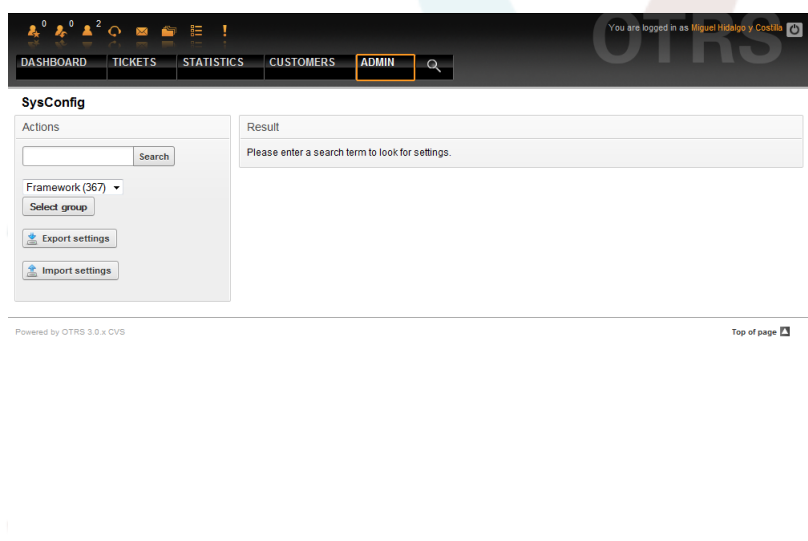 0 0 2
You are logged in as Miguel Hidalgo y Costilla
OTRS
DASHBOARD TICKETS STATISTICS CUSTOMERS ADMIN
SysConfig
Actions
Result
Search
Please enter a search term to look for settings.
Framework (367)
Select group
Export settings
Import settings
Powered by OTRS 3.0.x CVS
Top of page